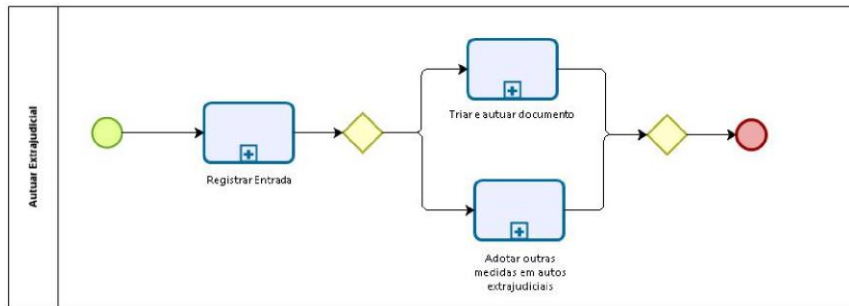 Autuar Extrajudicial
Registrar Entrada
Triar e autuar documento
Adotar outras
medidas em autos
extrajudiciais